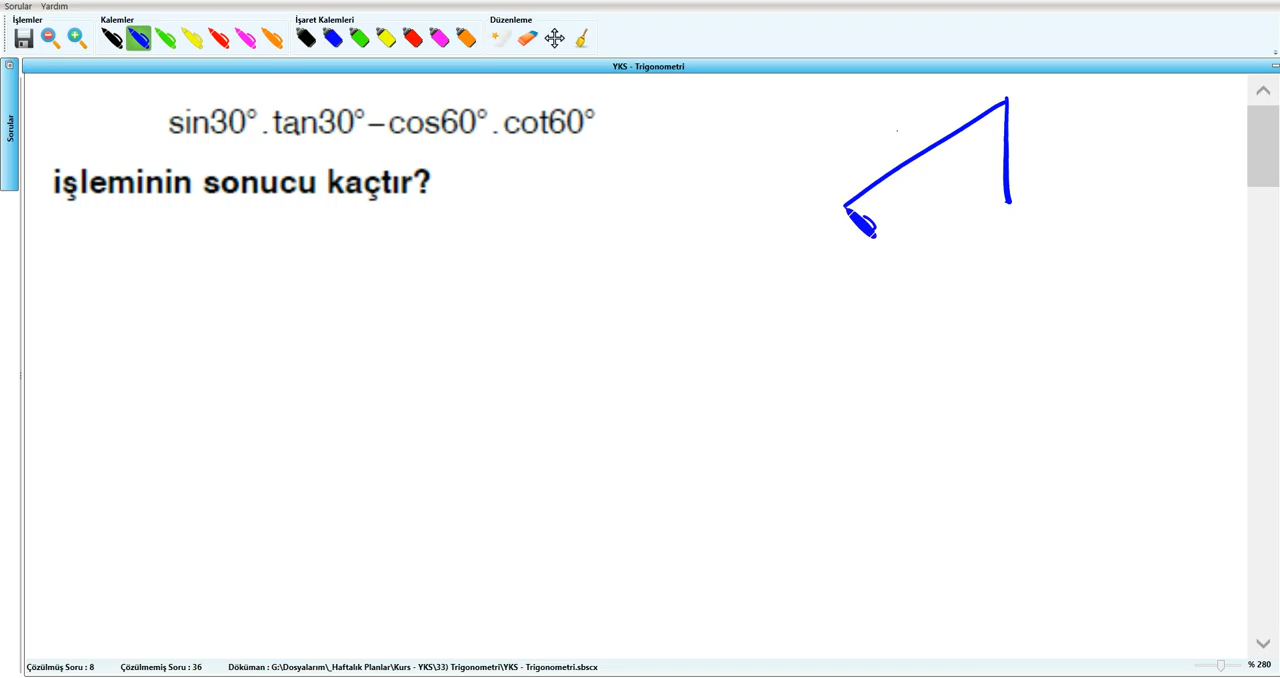 Sorular Yardım
İşlemler Kalemler İşaret Kalemleri Düzenleme
YKS - Trigonometri
Sorular
sin30°.tan30°–cos60°.cot60°
işleminin sonucu kaçtır?
Çözülmüş Soru : 8 Çözülmemiş Soru : 36 Döküman : G:\Dosyalarım\_Haftalık Planlar\Kurs - YKS\33) Trigonometri\YKS - Trigonometri.sbscx % 280